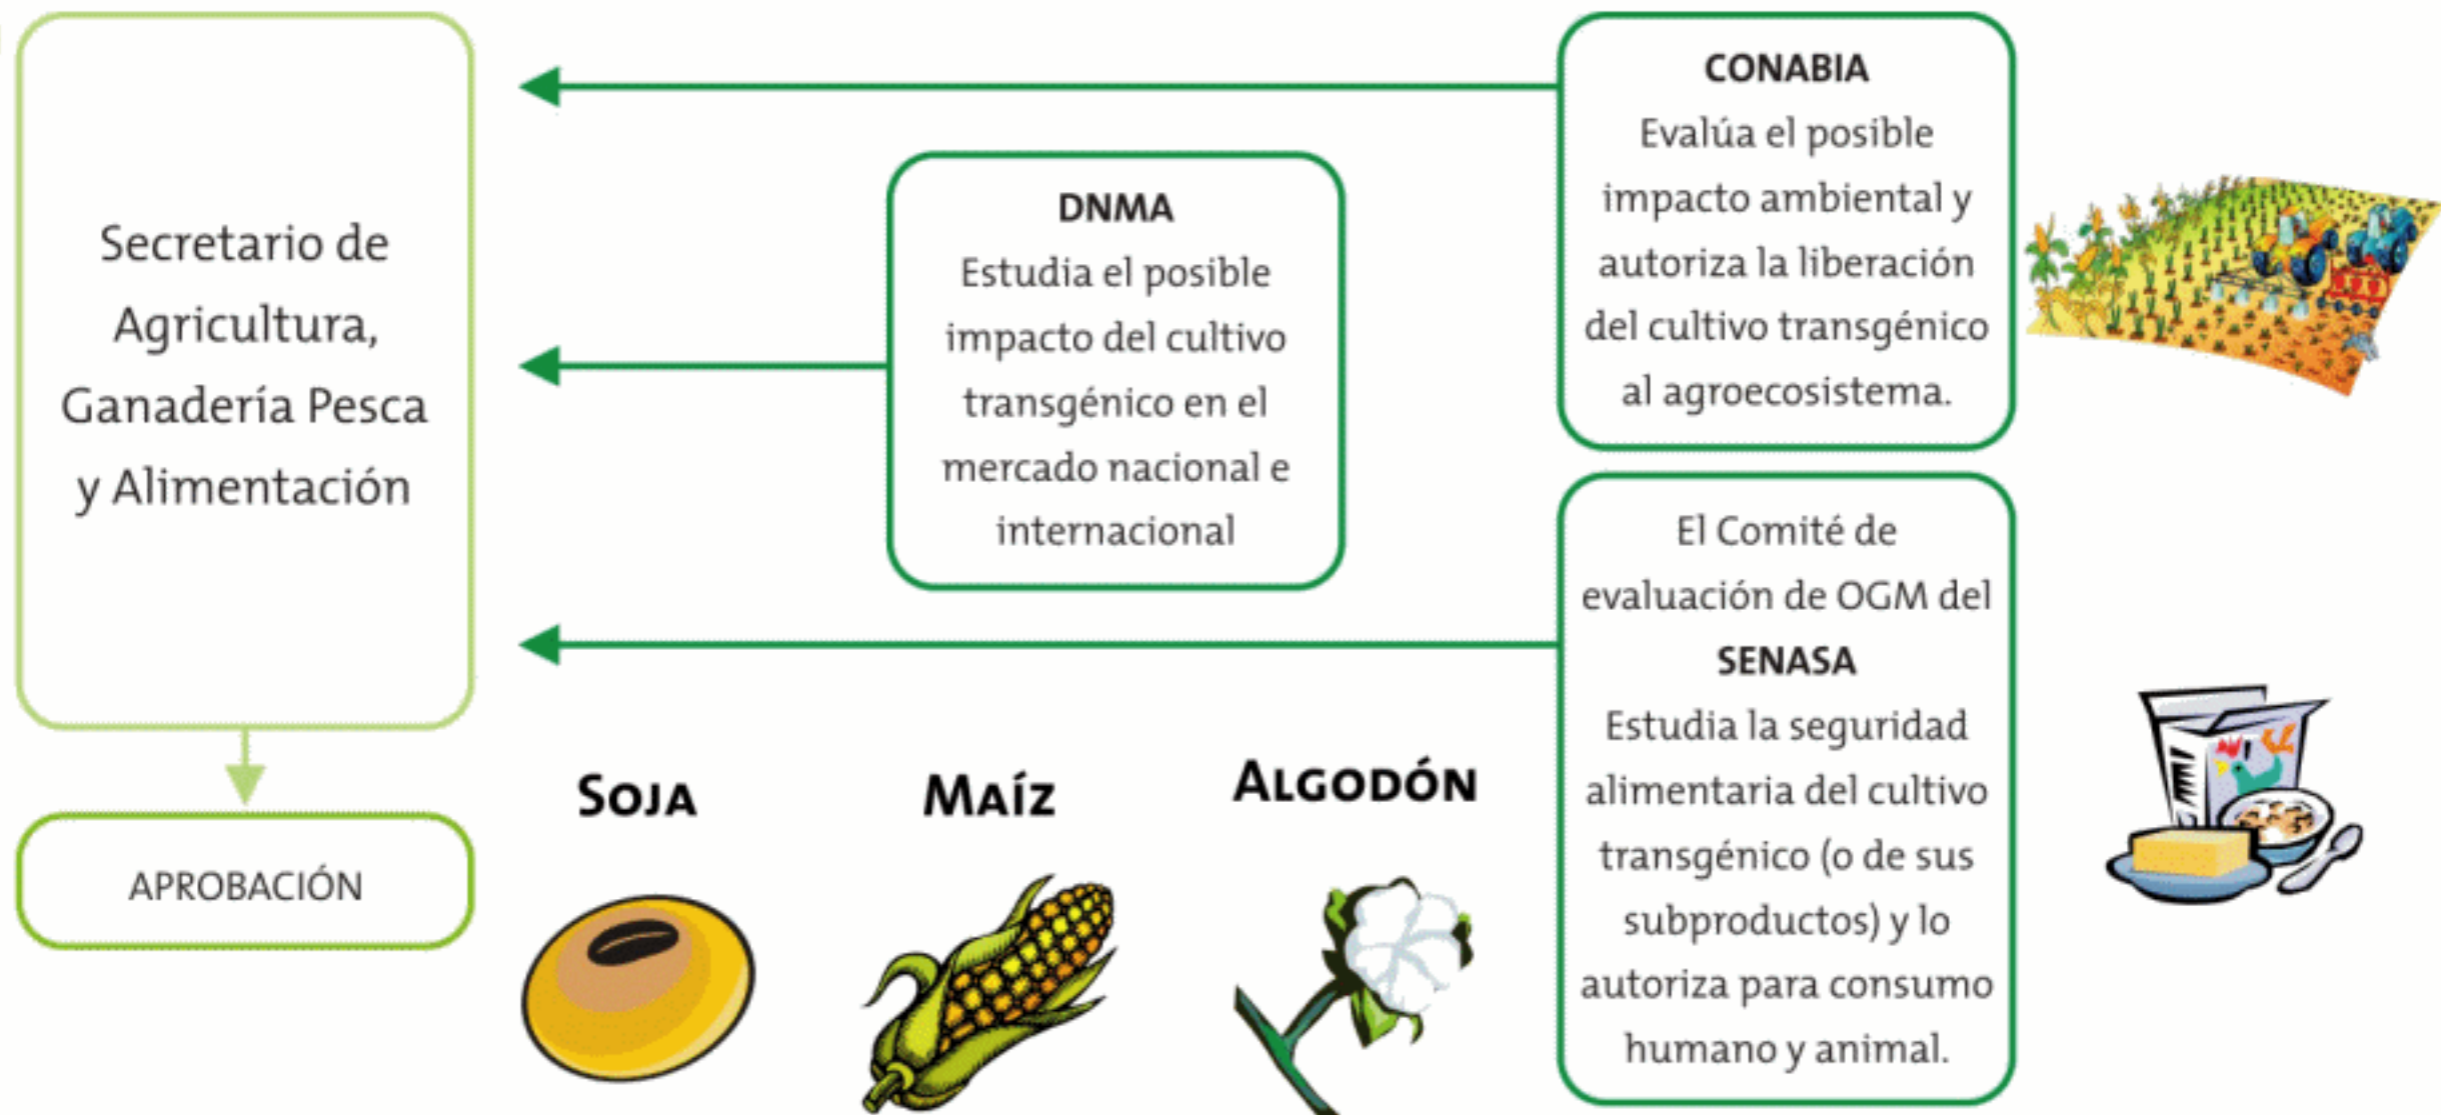 Secretario de
Agricultura,
Ganadería Pesca
y Alimentación
APROBACIÓN
DNMA
Estudia el posible
impacto del cultivo
transgénico en el
mercado nacional e
internacional
CONABIA
Evalúa el posible
impacto ambiental y
autoriza la liberación
del cultivo transgénico
al agroecosistema.
El Comité de
evaluación de OGM del
SENASA
Estudia la seguridad
alimentaria del cultivo
transgénico (o de sus
subproductos) y lo
autoriza para consumo
humano y animal.
SOJA
MAÍZ
ALGODÓN